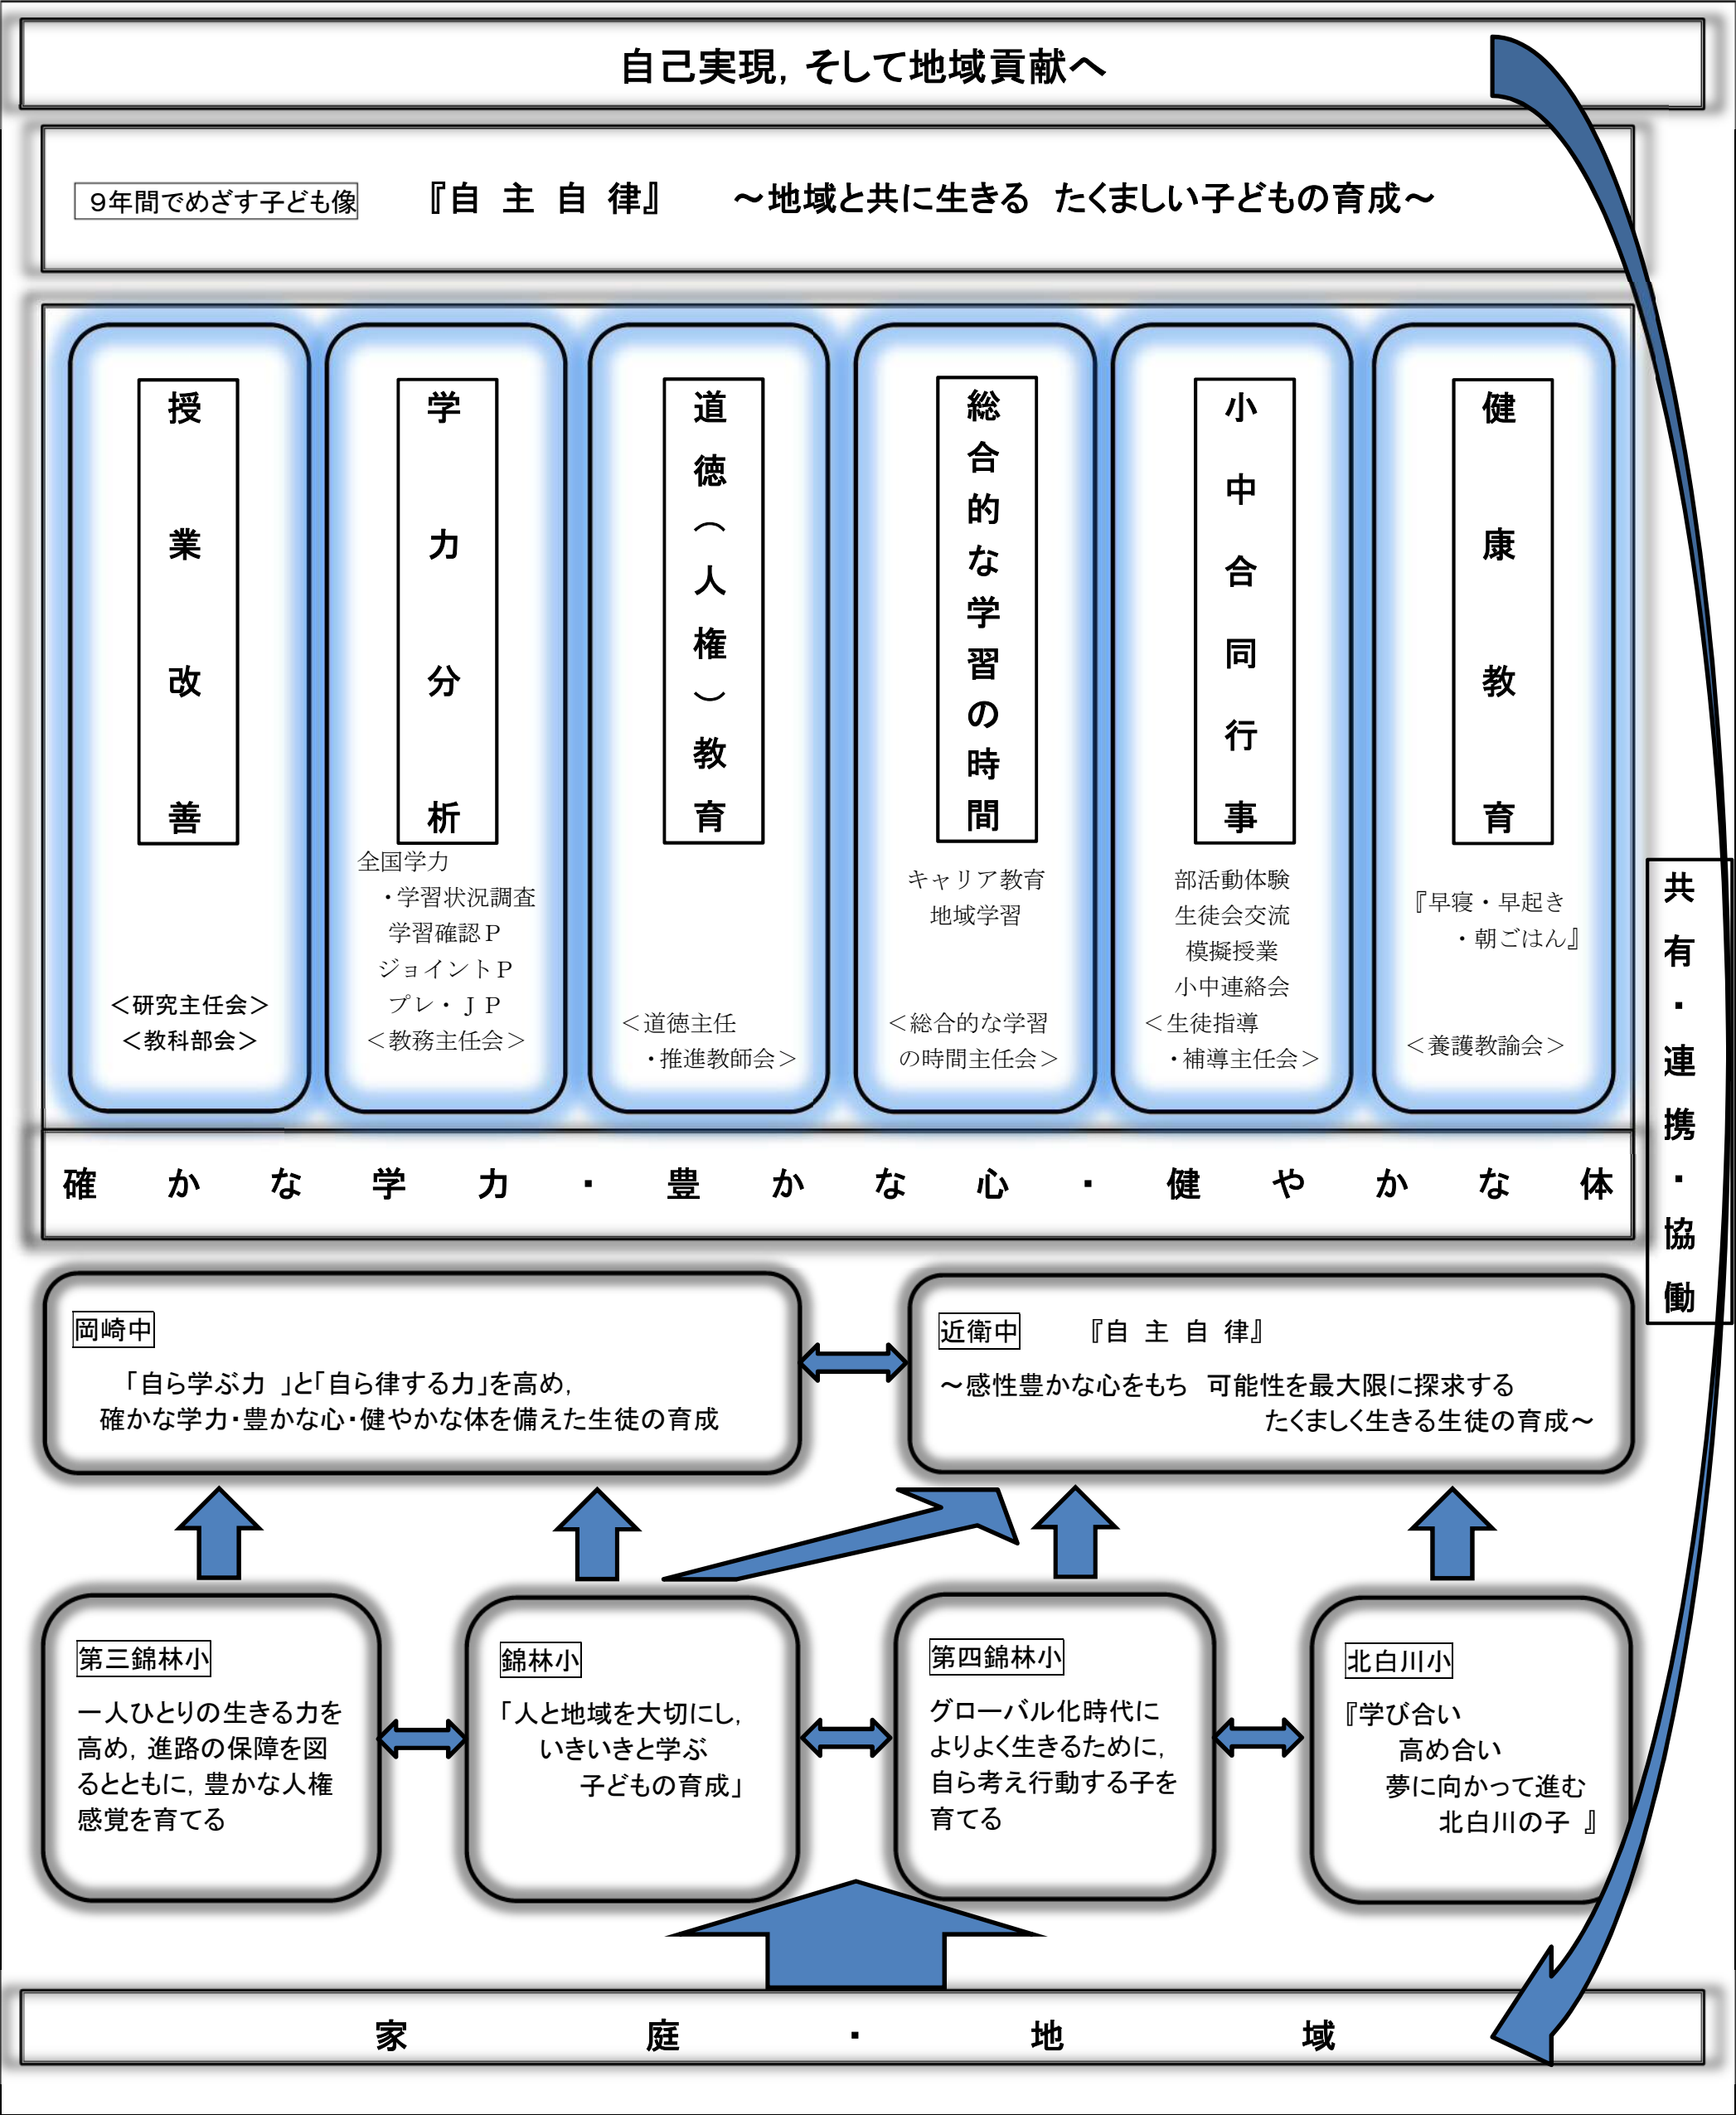 自己実現，そして地域貢献へ
９年間でめざす子ども像　『自　主　自　律』　～地域と共に生きる　たくましい子どもの育成～
授業改善
＜研究主任会＞
＜教科部会＞
学力分析
全国学力
・学習状況調査
学習確認Ｐ
ジョイントＰ
プレ・ＪＰ
＜教務主任会＞
道徳（人権）教育
＜道徳主任
・推進教師会＞
総合的な学習の時間
キャリア教育
地域学習
＜総合的な学習
の時間主任会＞
小中合同行事
部活動体験
生徒会交流
模擬授業
小中連絡会
＜生徒指導
・補導主任会＞
健康教育
『早寝・早起き
・朝ごはん』
＜養護教諭会＞
共有・連携・協働
確かな学力・豊かな心・健やかな体
岡崎中
「自ら学ぶ力　」と「自ら律する力」を高め，
確かな学力・豊かな心・健やかな体を備えた生徒の育成
近衛中　『自　主　自　律』
～感性豊かな心をもち　可能性を最大限に探求する
たくましく生きる生徒の育成～
第三錦林小
一人ひとりの生きる力を
高め，進路の保障を図
るとともに，豊かな人権
感覚を育てる
錦林小
「人と地域を大切にし，
いきいきと学ぶ
子どもの育成」
第四錦林小
グローバル化時代に
よりよく生きるために，
自ら考え行動する子を
育てる
北白川小
『学び合い
高め合い
夢に向かって進む
北白川の子　』
家庭・地域